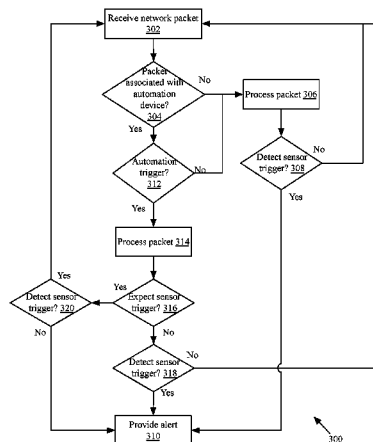 Receive network packet
302
Packer
associated with
automation
device?
304
No
Yes
Process packet 306
Automation
trigger?
312
No
Yes
Detect sensor
trigger? 308
No
Yes
Process packet 314
Expect sensor
trigger? 316
Yes
No
Detect sensor
trigger? 320
Yes
No
Detect sensor
trigger? 318
No
Yes
Provide alert
310
300